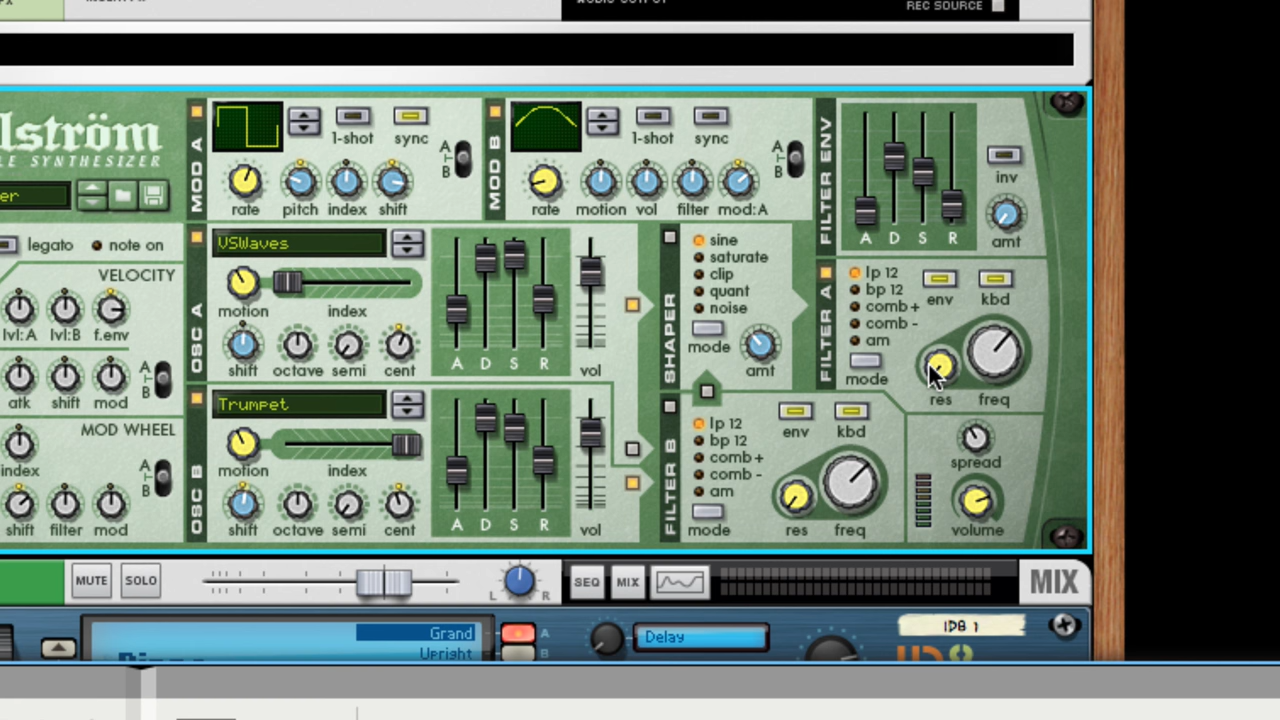 REC SOURCE
lström
LE SYNTHESIZER
er
legato
note on
VELOCITY
lvl:A
lvl:B
f.env
atk
shift
mod
A
B
MOD WHEEL
index
A
B
shift
filter
mod
MOD A
1-shot
sync
A
B
rate
pitch
index
shift
MOD B
1-shot
sync
A
B
rate
motion
vol
filter
mod:A
FILTER ENV
A
D
S
R
inv
amt
OSC A
VSWaves
motion
index
shift
octave
semi
cent
A
D
S
R
vol
OSC B
Trumpet
motion
index
shift
octave
semi
cent
A
D
S
R
vol
SHAPER
sine
saturate
clip
quant
noise
mode
amt
FILTER A
lp 12
bp 12
comb +
comb -
am
mode
env
kbd
res
freq
FILTER B
lp 12
bp 12
comb +
comb -
am
mode
env
kbd
res
freq
spread
volume
MUTE
SOLO
L
R
SEQ
MIX
MIX
Grand
Upright
A
B
Delay
ID8 1